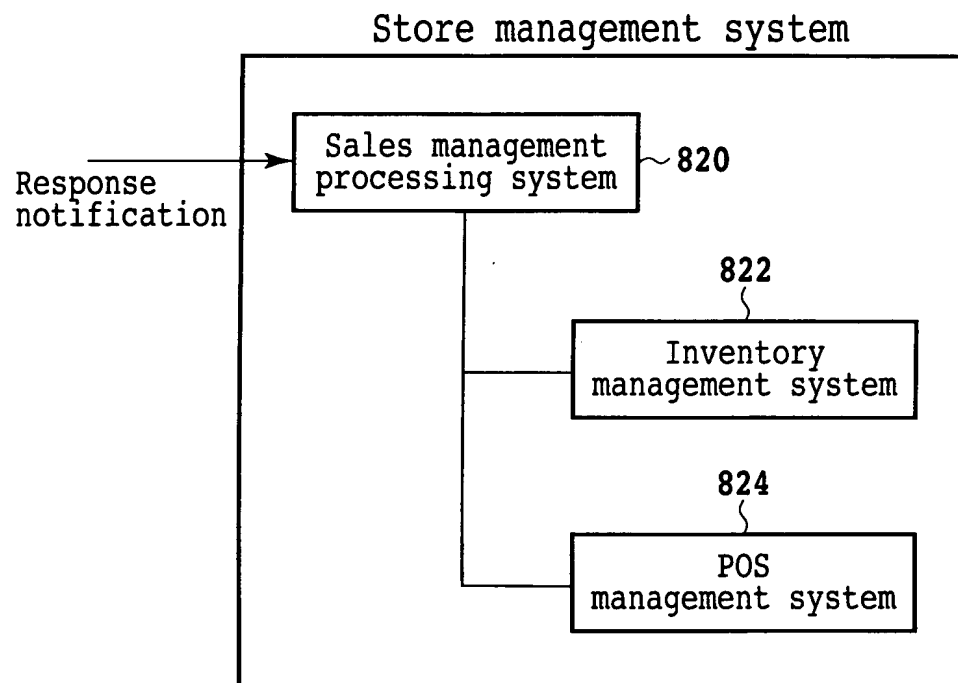 Store management system
Sales management
processing system
820
Response
notification
822
Inventory
management system
824
POS
management system